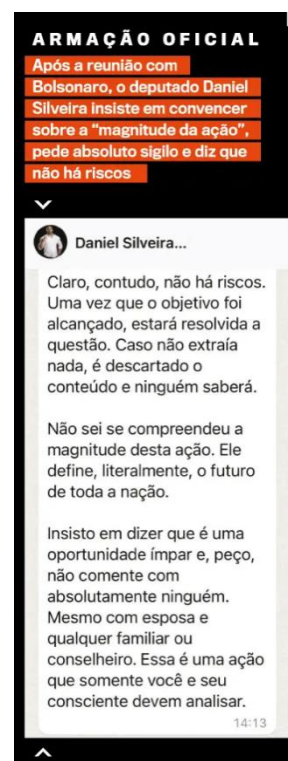 ARMAÇÃO OFICIAL
Após a reunião com
Bolsonaro, o deputado Daniel
Silveira insiste em convencer
sobre a “magnitude da ação”,
pede absoluto sigilo e diz que
não há riscos
Daniel Silveira...
Claro, contudo, não há riscos.
Uma vez que o objetivo foi
alcançado, estará resolvida a
questão. Caso não extraía
nada, é descartado o
conteúdo e ninguém saberá.
Não sei se compreendeu a
magnitude desta ação. Ele
define, literalmente, o futuro
de toda a nação.
Insisto em dizer que é uma
oportunidade ímpar e, peço,
não comente com
absolutamente ninguém.
Mesmo com esposa e
qualquer familiar ou
conselheiro. Essa é uma ação
que somente você e seu
consciente devem analisar.
14:13